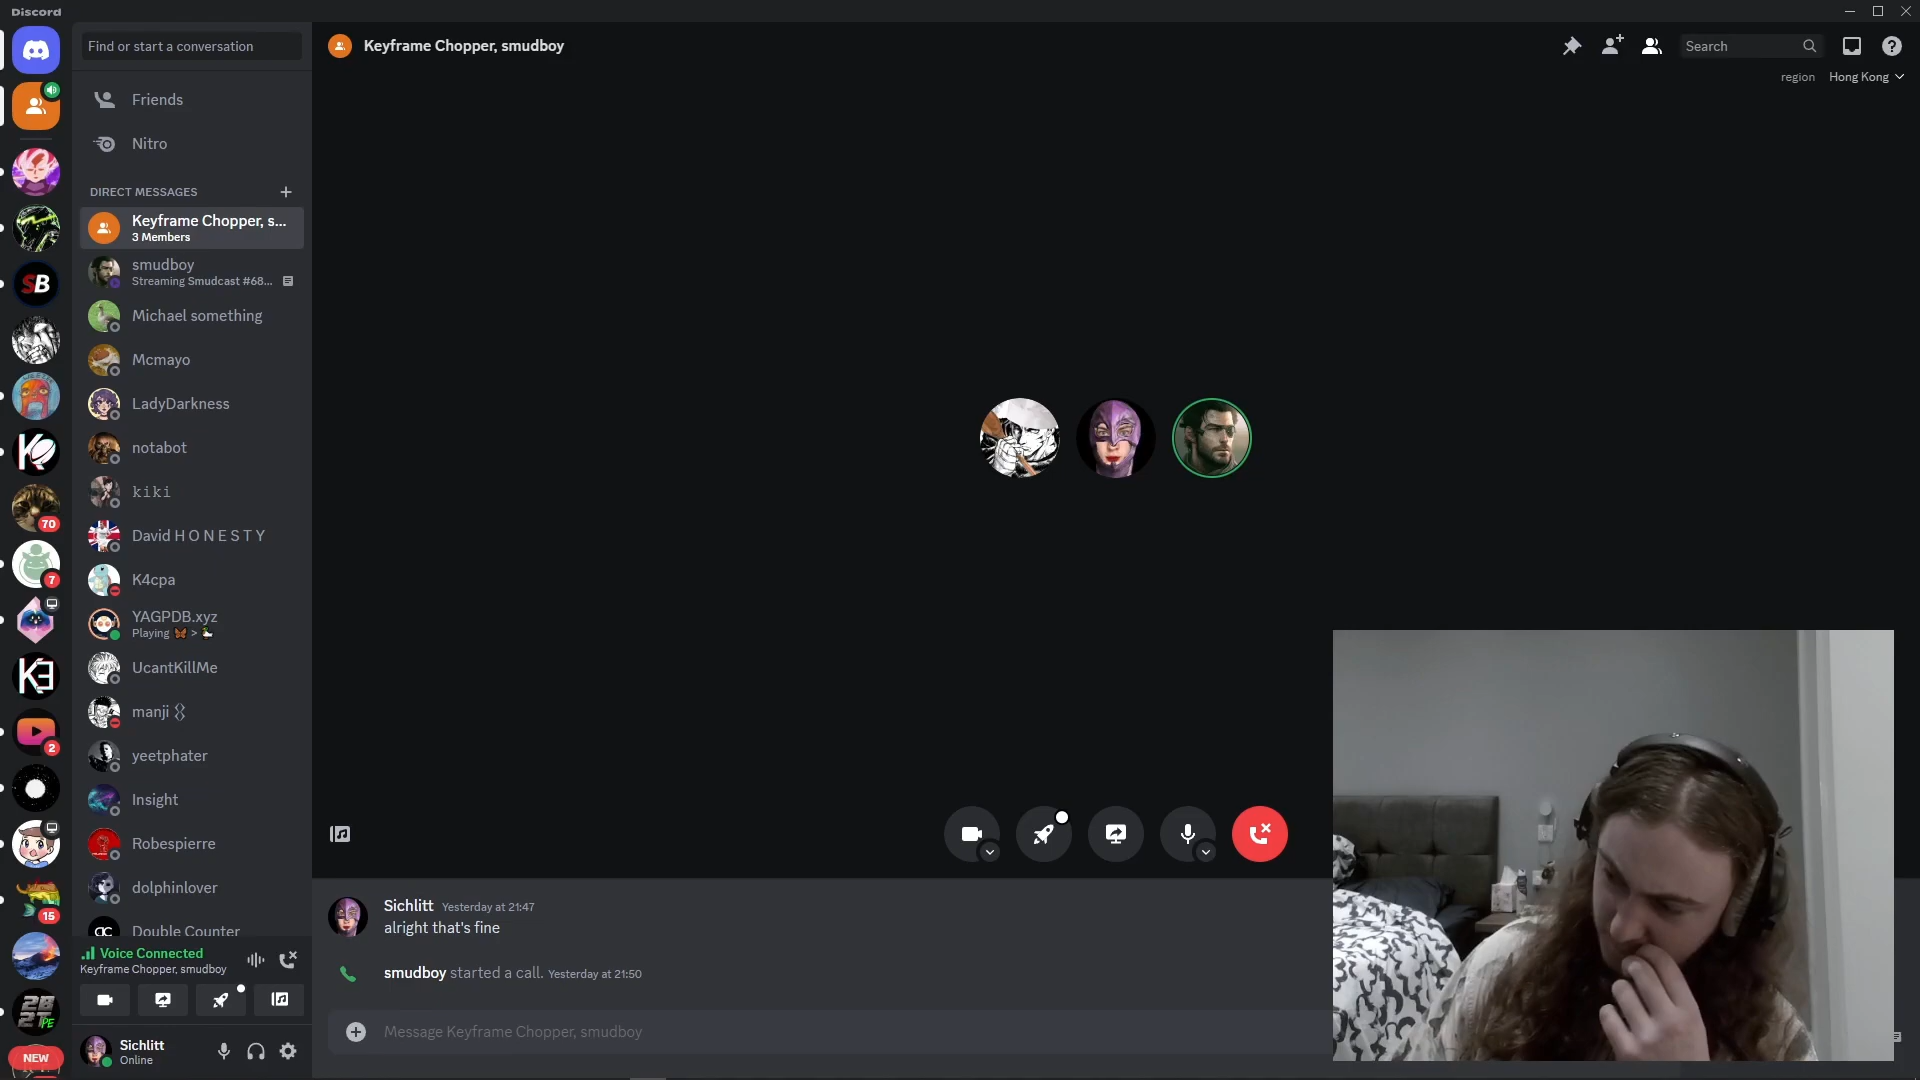 Discord
Find or start a conversation
Friends
Nitro
DIRECT MESSAGES
Keyframe Chopper, s...
3 Members
smudboy
Streaming Smudcast #68...
Michael something
Mcmayo
LadyDarkness
notabot
kiki
David H O N E S T Y
K4cpa
YAGPDB.xyz
Playing 🦋 > 🦆
UcantKillMe
manji
yeetphater
Insight
Robespierre
dolphinlover
Double Counter
Voice Connected
Keyframe Chopper, smudboy
Sichlitt
Online
SB
70
7
K3
2
15
NEW
Keyframe Chopper, smudboy
Search
region Hong Kong
Sichlitt Yesterday at 21:47
alright that's fine
smudboy started a call. Yesterday at 21:50
Message Keyframe Chopper, smudboy